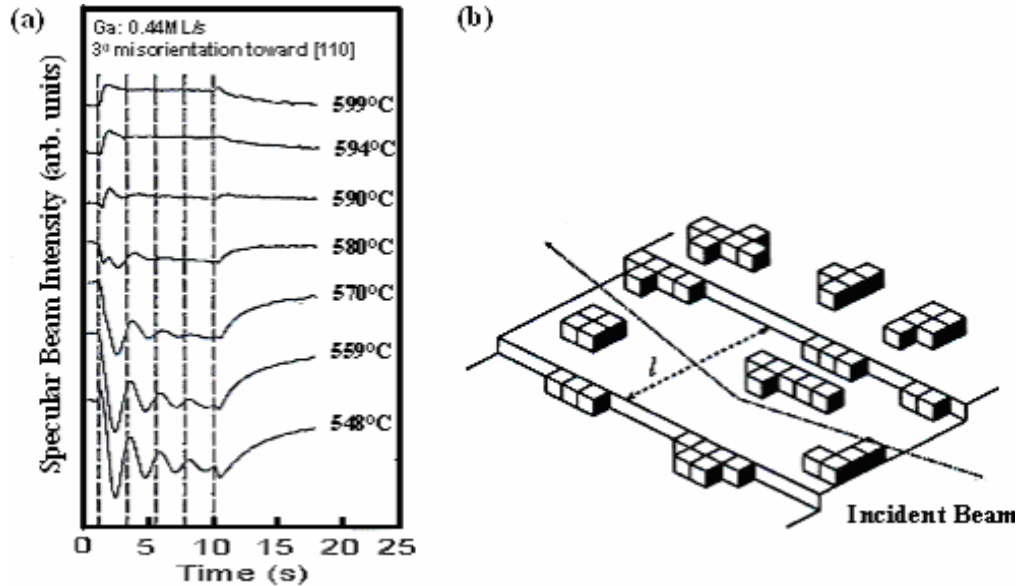 (a)
Ga: 0.44ML/s
3º misorientation toward [110]
Specular Beam Intensity (arb. units)
599°C
594°C
590°C
580°C
570°C
559°C
548°C
0 5 10 15 20 25
Time (s)
(b)
l
Incident Beam